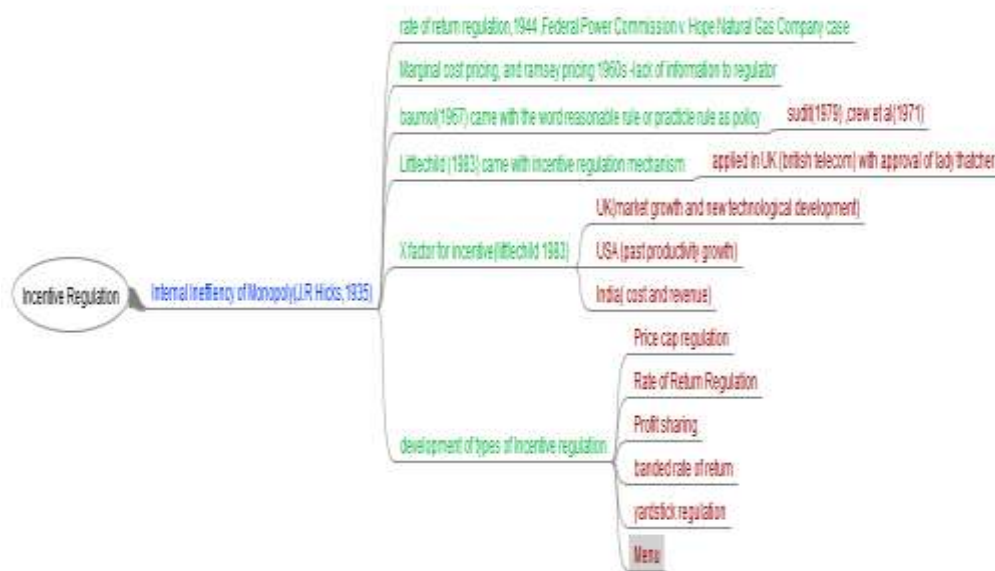 rate of return regulation,1944 ,Federal Power Commission v. Hope Natural Gas Company case
Marginal cost pricing, and ramsey pricing 1960s -lack of information to regulator
baumol(1967) came with the word reasonable rule or practicle rule as policy
sudit(1979) ,crew et al(1971)
Littlechild (1983) came with incentive regulation mechanism
applied in UK (british telecom) with approval of lady thatcher
UK(market growth and new technological development)
X factor for incentive(littlechild 1983)
USA (past productivity growth)
Incentive Regulation
Internal Ineffiency of Monopoly(J.R Hicks,1935)
India( cost and revenue)
Price cap regulation
Rate of Return Regulation
Profit sharing
development of types of Incentive regulation
banded rate of return
yardstick regulation
Menu